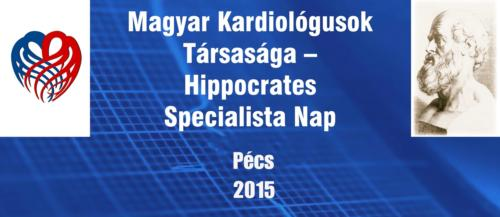 Magyar Kardiológusok
Társasága –
Hippocrates
Specialista Nap
Pécs
2015